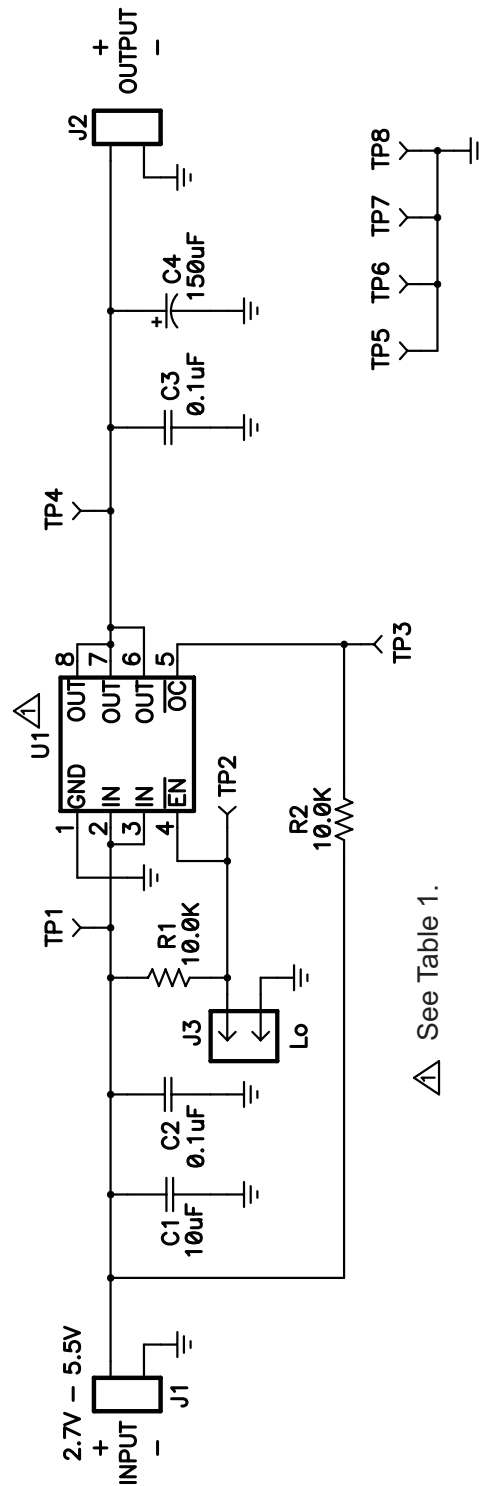 2.7V – 5.5V
+
INPUT
–
J1
C1
10uF
C2
0.1uF
J3
Lo
R1
10.0K
TP1
TP2
R2
10.0K
U1
1
1
2
3
4
GND
IN
IN
EN
8
7
6
5
OUT
OUT
OUT
OC
TP3
TP4
C3
0.1uF
+
C4
150uF
J2
+
OUTPUT
–
TP5
TP6
TP7
TP8
1 See Table 1.